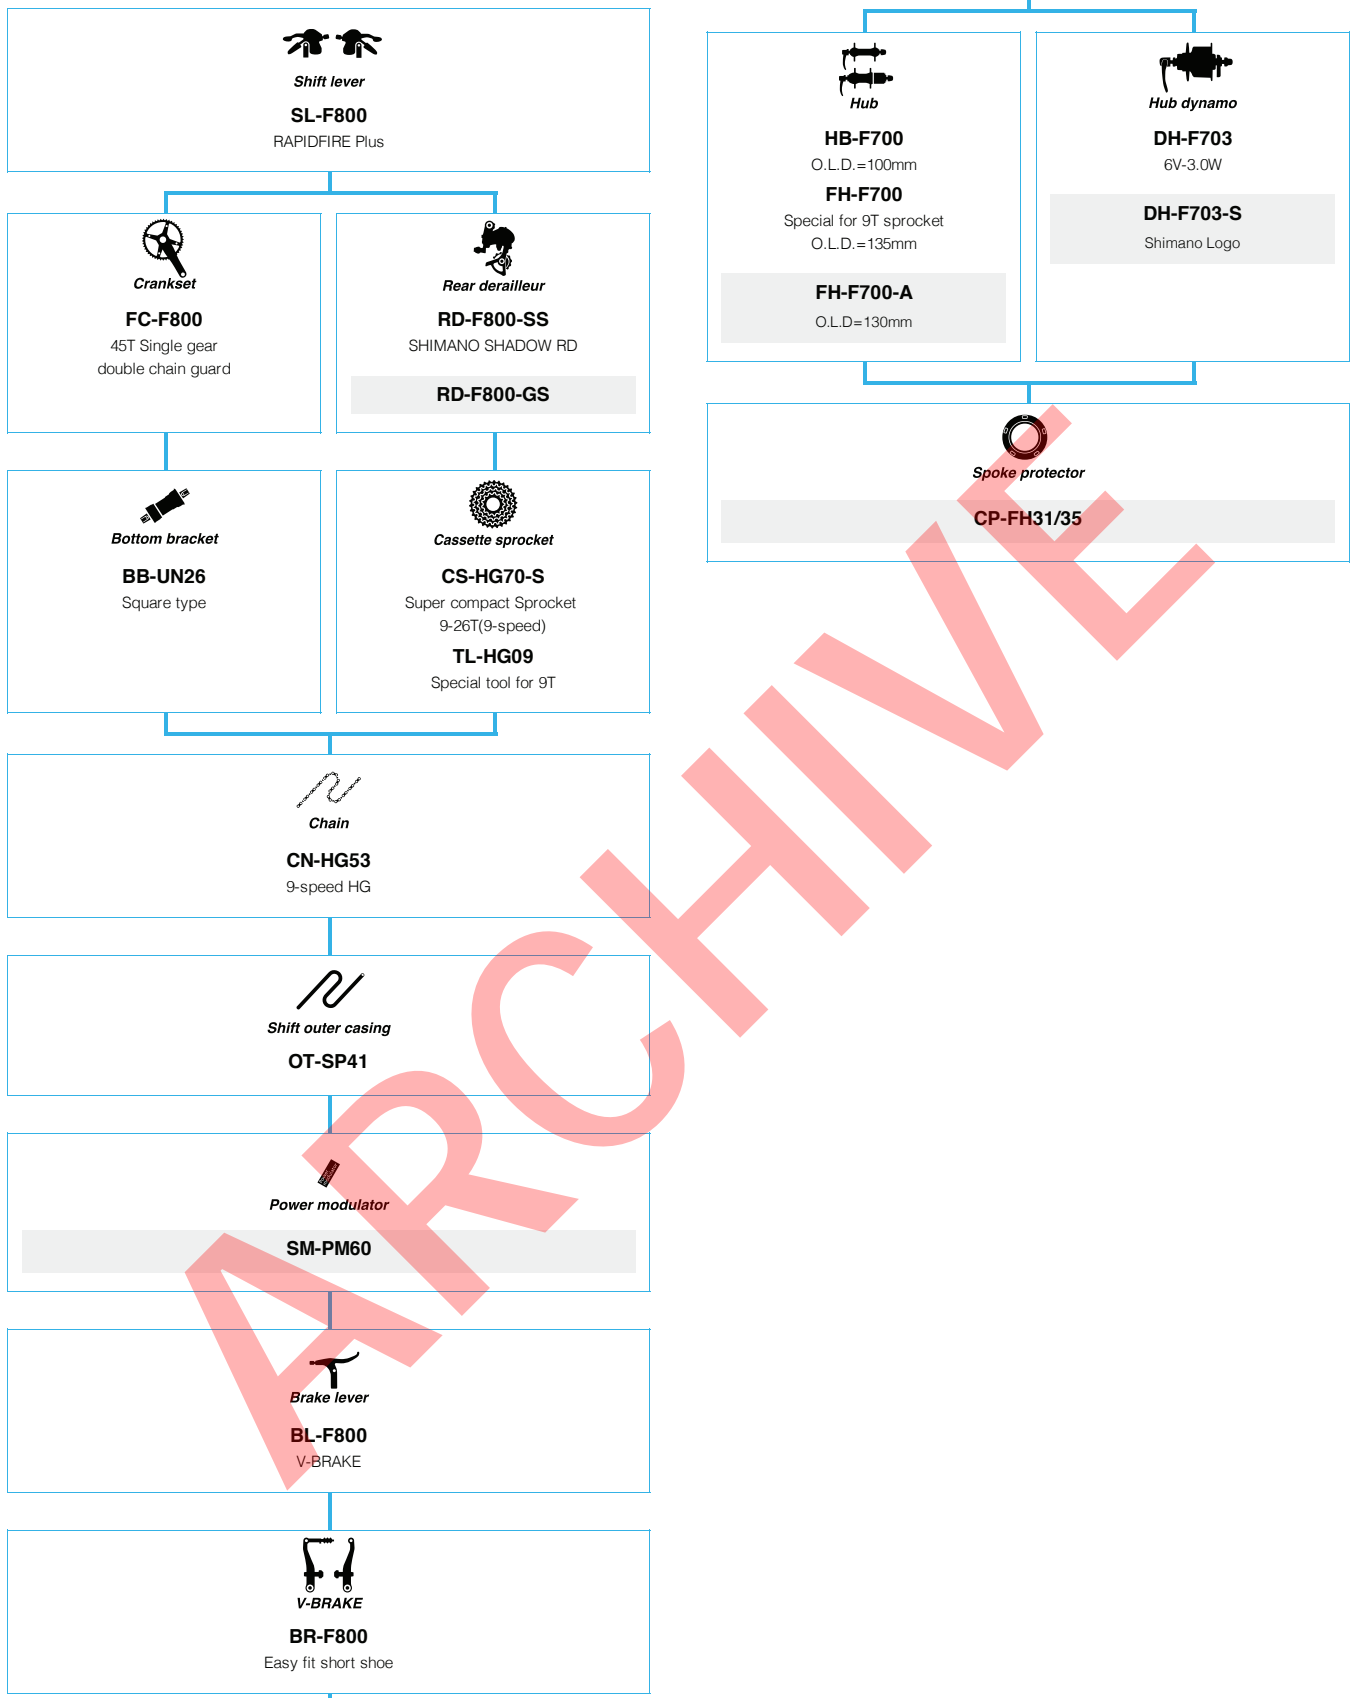 Shift lever
SL-F800
RAPIDFIRE Plus
Crankset
FC-F800
45T Single gear
double chain guard
Rear derailleur
RD-F800-SS
SHIMANO SHADOW RD
RD-F800-GS
Bottom bracket
BB-UN26
Square type
Cassette sprocket
CS-HG70-S
Super compact Sprocket
9-26T(9-speed)
TL-HG09
Special tool for 9T
Chain
CN-HG53
9-speed HG
Shift outer casing
OT-SP41
Power modulator
SM-PM60
Brake lever
BL-F800
V-BRAKE
V-BRAKE
BR-F800
Easy fit short shoe
Hub
HB-F700
O.L.D.=100mm
FH-F700
Special for 9T sprocket
O.L.D.=135mm
FH-F700-A
O.L.D=130mm
Hub dynamo
DH-F703
6V-3.0W
DH-F703-S
Shimano Logo
Spoke protector
CP-FH31/35
ARCHIVE